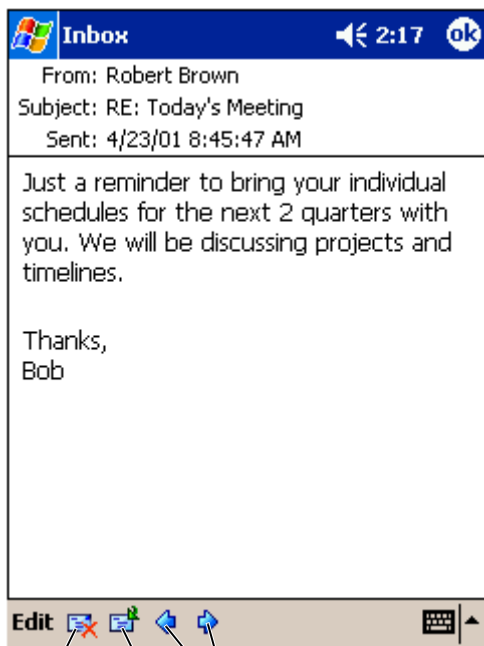 Inbox 2:17 ok
From: Robert Brown
Subject: RE: Today's Meeting
Sent: 4/23/01 8:45:47 AM
Just a reminder to bring your individual
schedules for the next 2 quarters with
you. We will be discussing projects and
timelines.
Thanks,
Bob
Edit